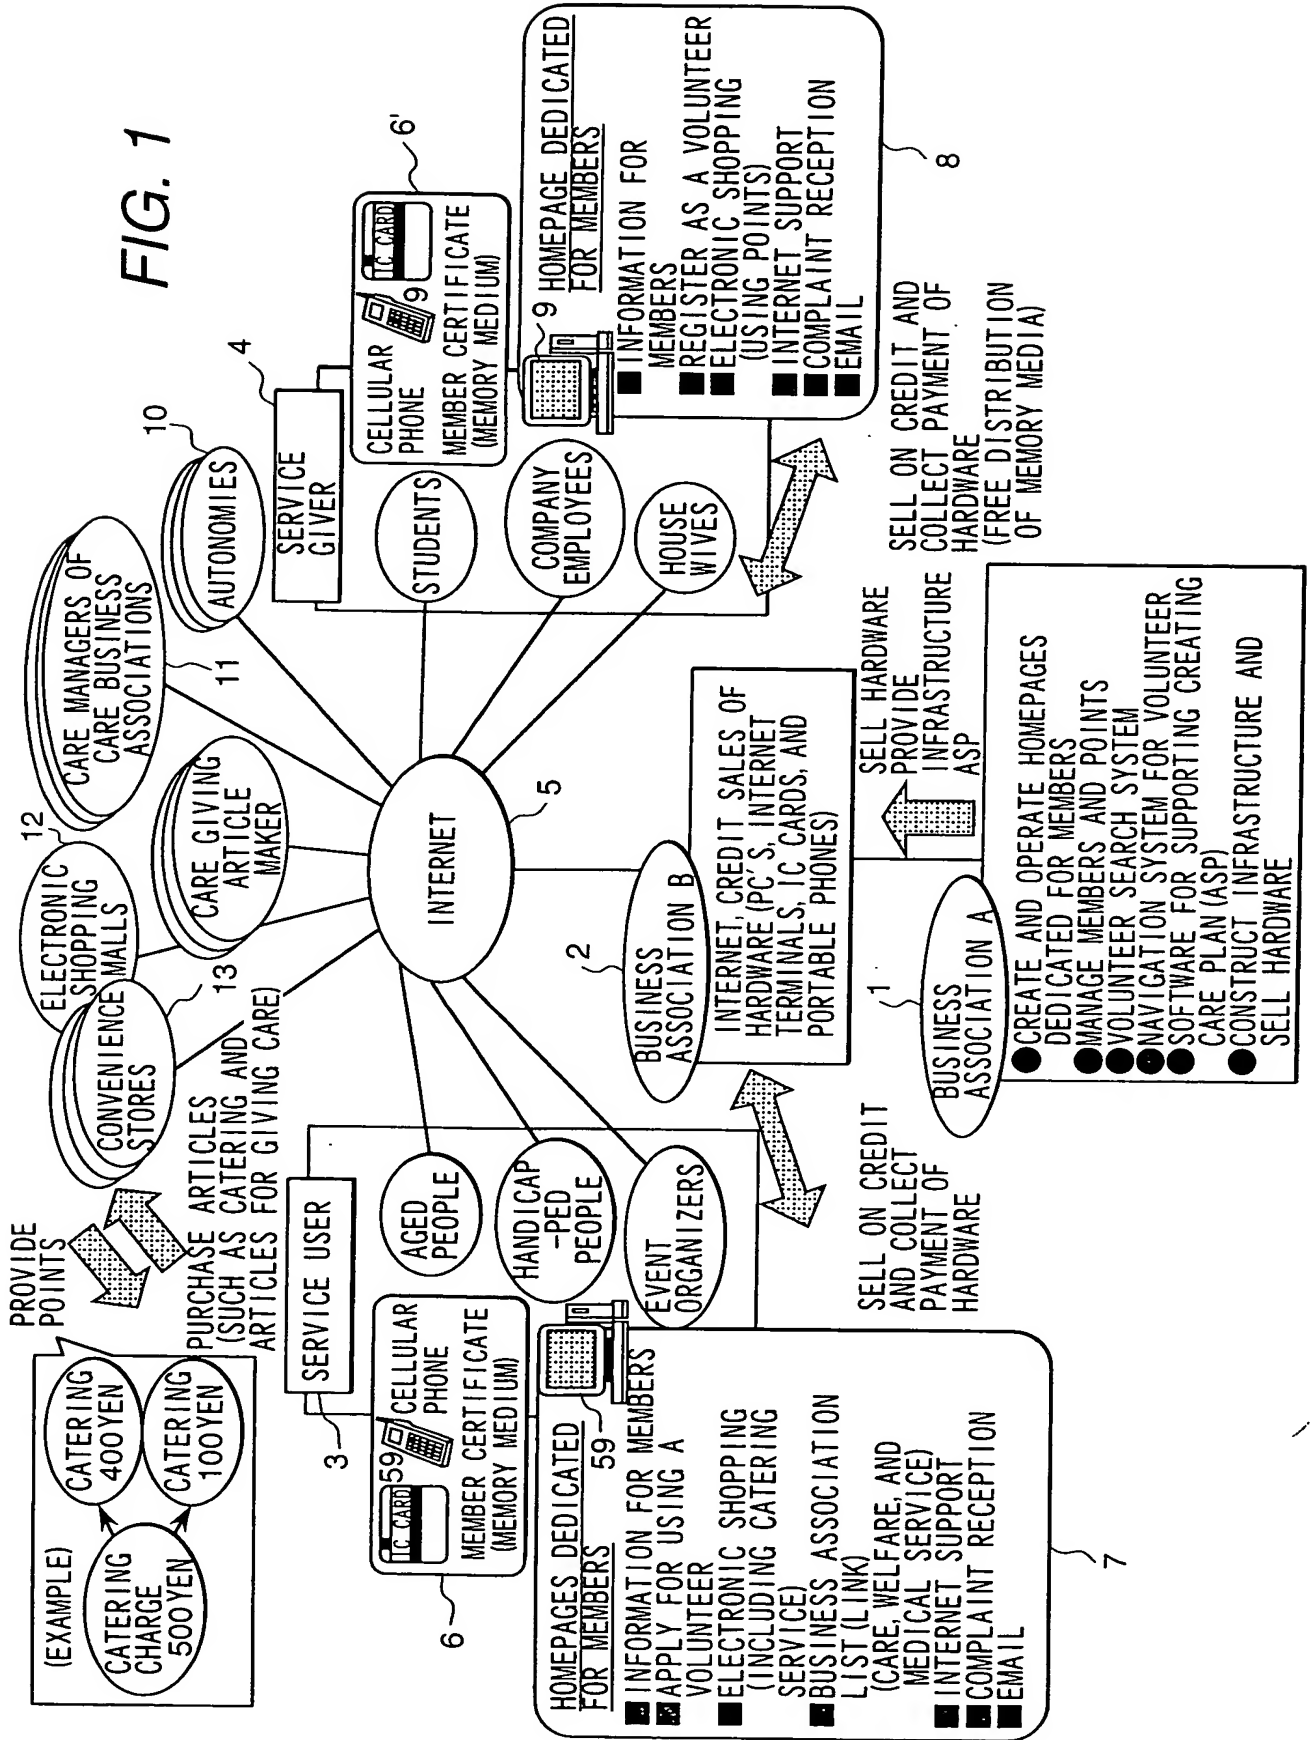 FIG. 1
(EXAMPLE)
CATERING
CHARGE
500YEN
CATERING
400YEN
CATERING
100YEN
PROVIDE
POINTS
PURCHASE ARTICLES
(SUCH AS CATERING AND
ARTICLES FOR GIVING CARE)
CONVENIENCE
STORES
13
ELECTRONIC
SHOPPING
MALLS
12
CARE GIVING
ARTICLE
MAKER
CARE MANAGERS OF
CARE BUSINESS
ASSOCIATIONS
11
AUTONOMIES
10
SERVICE USER
3
IC CARD
59
CELLULAR
PHONE
MEMBER CERTIFICATE
(MEMORY MEDIUM)
6
AGED
PEOPLE
HANDICAP
-PED
PEOPLE
EVENT
ORGANIZERS
HOMEPAGES DEDICATED
FOR MEMBERS
59
INFORMATION FOR MEMBERS
APPLY FOR USING A
VOLUNTEER
ELECTRONIC SHOPPING
(INCLUDING CATERING
SERVICE)
BUSINESS ASSOCIATION
LIST (LINK)
(CARE, WELFARE, AND
MEDICAL SERVICE)
INTERNET SUPPORT
COMPLAINT RECEPTION
EMAIL
7
INTERNET
5
SERVICE
GIVER
4
CELLULAR
PHONE
9
IC CARD
MEMBER CERTIFICATE
(MEMORY MEDIUM)
6'
STUDENTS
COMPANY
EMPLOYEES
HOUSE
WIVES
9
HOMEPAGE DEDICATED
FOR MEMBERS
INFORMATION FOR
MEMBERS
REGISTER AS A VOLUNTEER
ELECTRONIC SHOPPING
(USING POINTS)
INTERNET SUPPORT
COMPLAINT RECEPTION
EMAIL
8
2
BUSINESS
ASSOCIATION B
INTERNET, CREDIT SALES OF
HARDWARE (PC'S, INTERNET
TERMINALS, IC CARDS, AND
PORTABLE PHONES)
SELL ON CREDIT
AND COLLECT
PAYMENT OF
HARDWARE
SELL HARDWARE
PROVIDE
INFRASTRUCTURE
ASP
SELL ON CREDIT AND
COLLECT PAYMENT OF
HARDWARE
(FREE DISTRIBUTION
OF MEMORY MEDIA)
1
BUSINESS
ASSOCIATION A
CREATE AND OPERATE HOMEPAGES
DEDICATED FOR MEMBERS
MANAGE MEMBERS AND POINTS
VOLUNTEER SEARCH SYSTEM
NAVIGATION SYSTEM FOR VOLUNTEER
SOFTWARE FOR SUPPORTING CREATING
CARE PLAN (ASP)
CONSTRUCT INFRASTRUCTURE AND
SELL HARDWARE